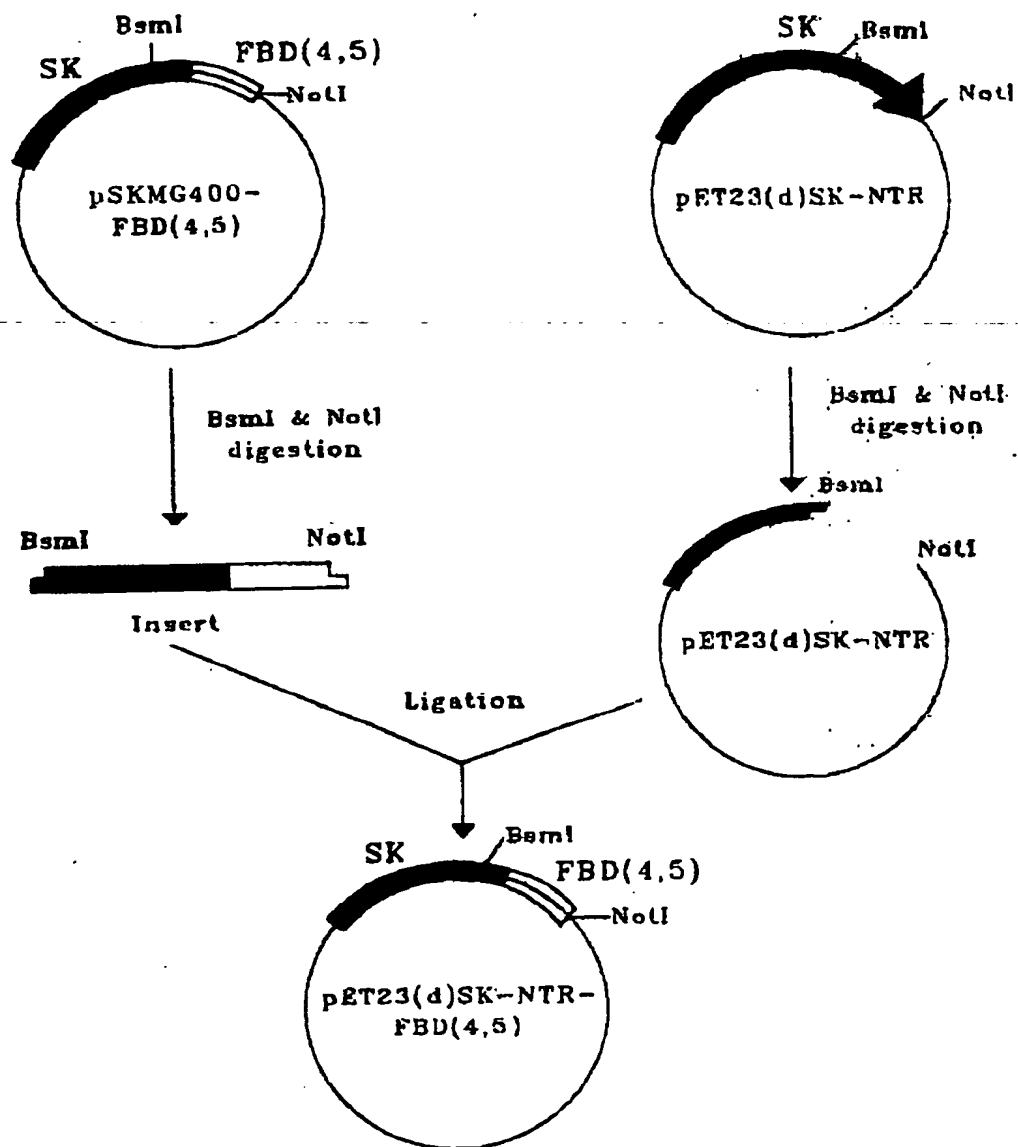 BsmI
SK
FBD(4,5)
NotI
pSKMG400-
FBD(4,5)
SK
BsmI
NotI
pET23(d)SK-NTR
BsmI & NotI
digestion
BsmI & NotI
digestion
BsmI
NotI
Insert
BsmI
NotI
pET23(d)SK-NTR
Ligation
SK
BsmI
FBD(4,5)
NotI
pET23(d)SK-NTR-
FBD(4,5)